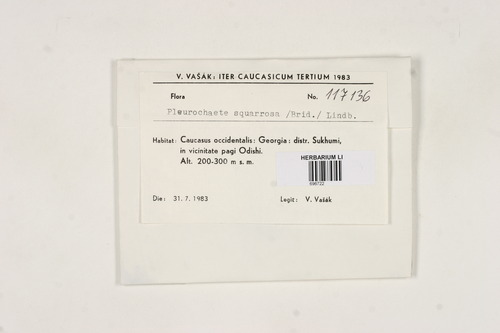 V. VAŠÁK: ITER CAUCASICUM TERTIUM 1983
Flora No. 117136
Pleurochaete squarrosa /Brid./ Lindb.
Habitat: Caucasus occidentalis: Georgia: distr. Sukhumi,
in vicinitate pagi Odishi.
Alt. 200-300 m s. m.
HERBARIUM LI
696722
Die: 31. 7. 1983 Legit: V. Vašák